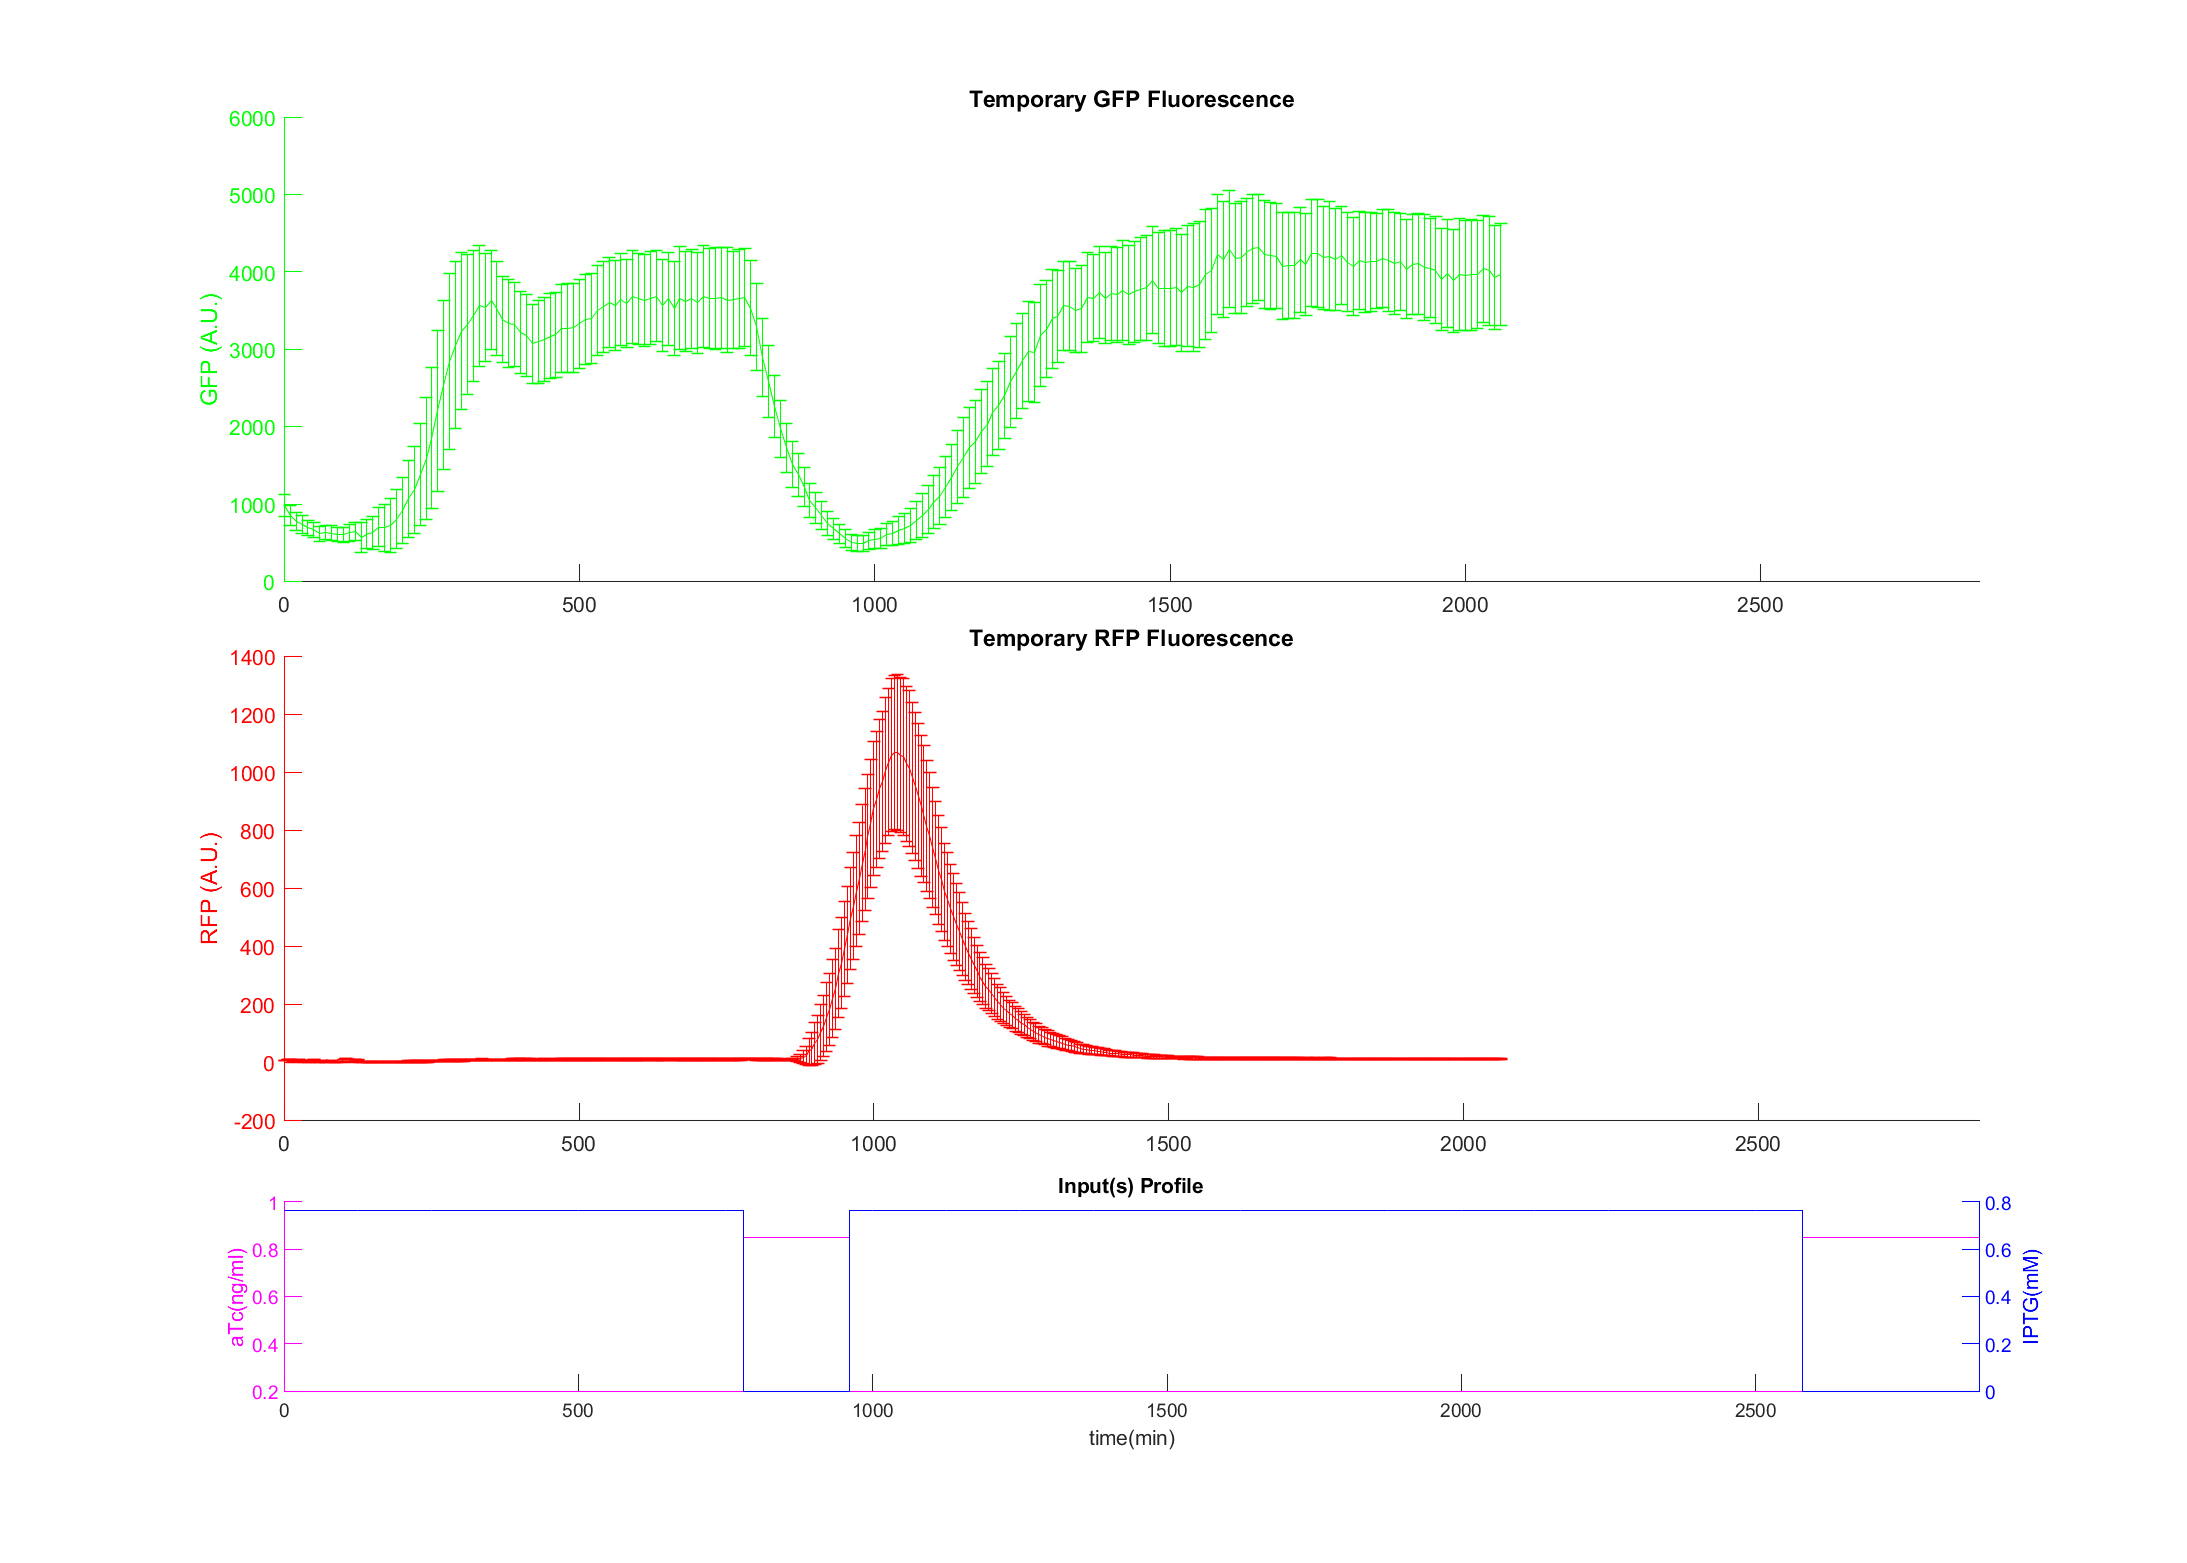 Temporary GFP Fluorescence
6000
5000
4000
3000
2000
1000
0
GFP (A.U.)
0 500 1000 1500 2000 2500
Temporary RFP Fluorescence
1400
1200
1000
800
600
400
200
0
-200
RFP (A.U.)
0 500 1000 1500 2000 2500
Input(s) Profile
1
0.8
0.6
0.4
0.2
aTc(ng/ml)
0.8
0.6
0.4
0.2
0
IPTG(mM)
0 500 1000 1500 2000 2500
time(min)